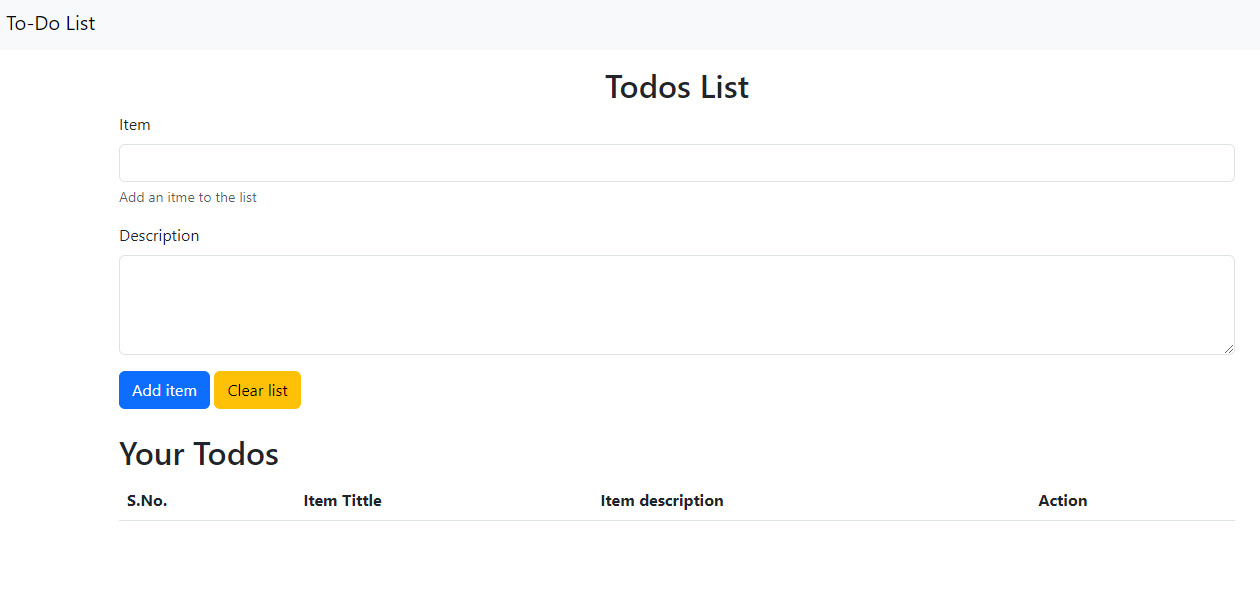 To-Do List
Todos List
Item
Add an itme to the list
Description
Add item Clear list
Your Todos
S.No. Item Tittle Item description Action